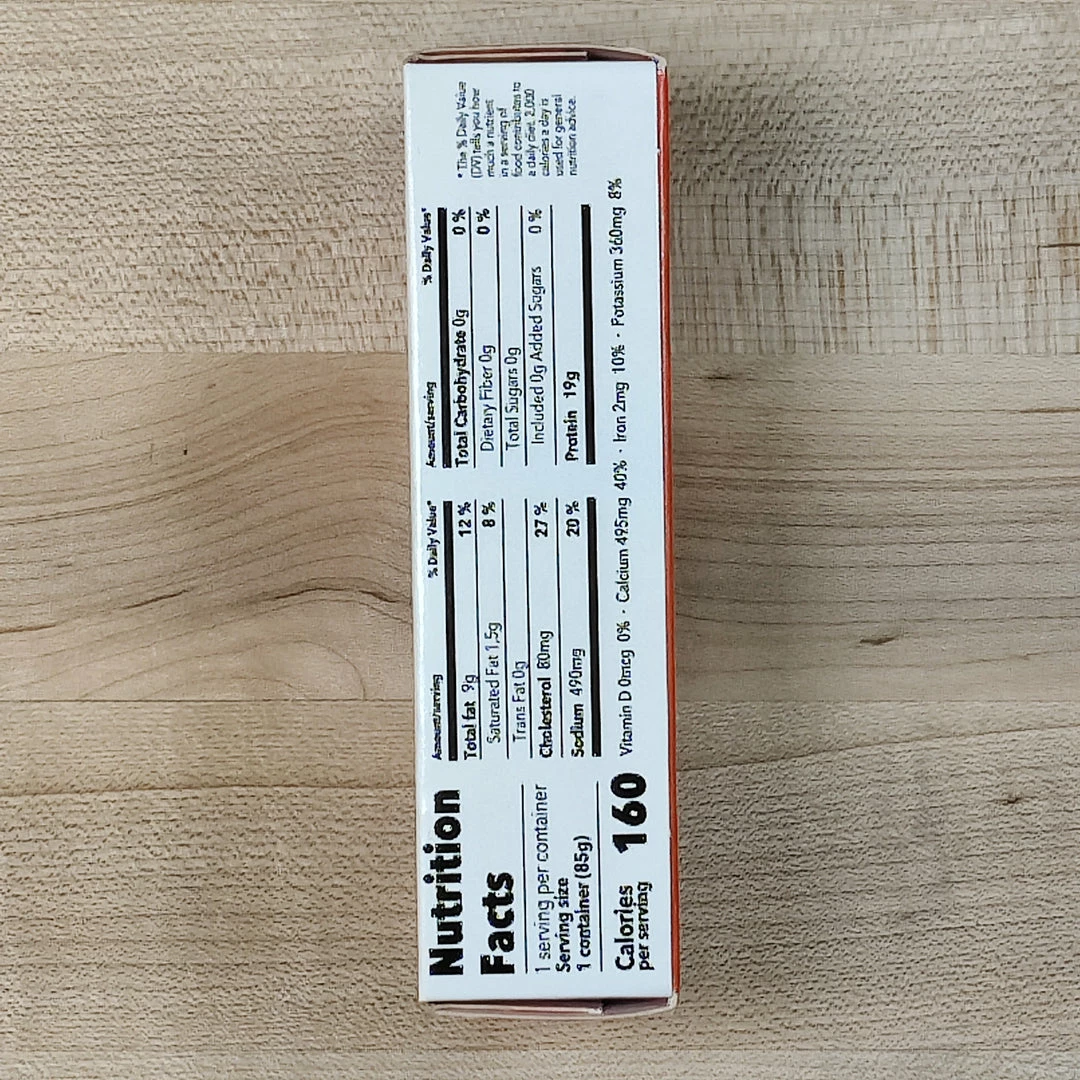 Nutrition
Facts
1 serving per container
Serving size
1 container (85g)
Calories
per serving
160
Amount/serving % Daily Value*
Total fat 9g 12 %
Saturated Fat 1,5g 8 %
Trans Fat 0g
Cholesterol 80mg 27 %
Sodium 490mg 20 %
Amount/serving % Daily Value*
Total Carbohydrate 0g 0 %
Dietary Fiber 0g 0 %
Total Sugars 0g
Included 0g Added Sugars 0 %
Protein 19g
Vitamin D 0mcg 0% · Calcium 495mg 40% · Iron 2mg 10% · Potassium 360mg 8%
* The % Daily Value
(DV) tells you how
much a nutrient
in a serving of
food contributes to
a daily diet. 2,000
calories a day is
used for general
nutrition advice.